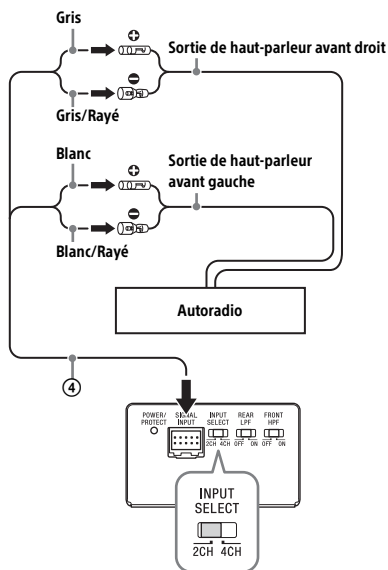 Gris
Sortie de haut-parleur avant droit
Gris/Rayé
Blanc
Sortie de haut-parleur
avant gauche
Blanc/Rayé
Autoradio
4
POWER/
PROTECT
SIGNAL
INPUT
INPUT
SELECT
2CH 4CH
REAR
LPF
OFF ON
FRONT
HPF
OFF ON
INPUT
SELECT
2CH 4CH